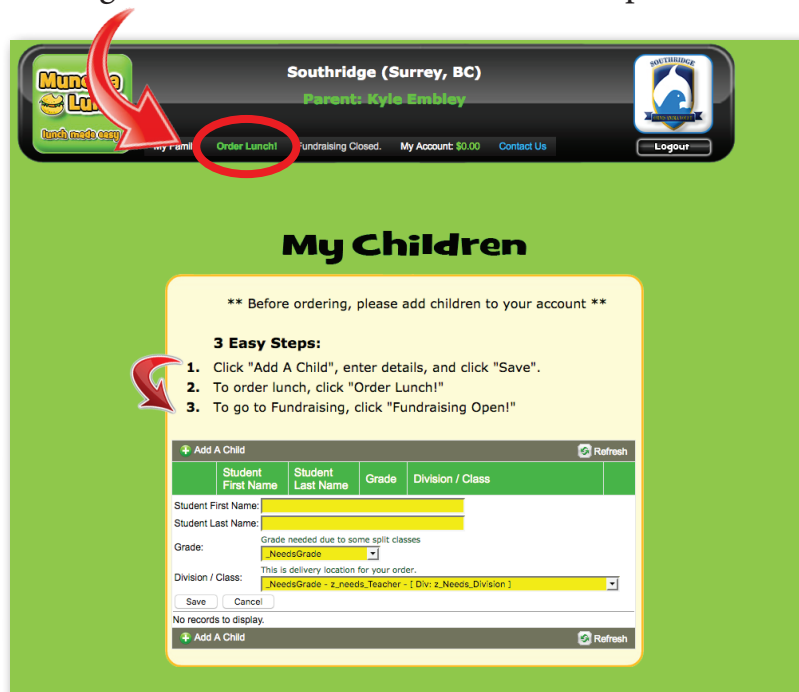 Southridge (Surrey, BC)
Parent: Kyle Embley
lunch made easy
SOUTHRIDGE
Order Lunch!
Fundraising Closed.
My Account: $0.00
Contact Us
Logout
My Children
** Before ordering, please add children to your account **
3 Easy Steps:
1. Click "Add A Child", enter details, and click "Save".
2. To order lunch, click "Order Lunch!"
3. To go to Fundraising, click "Fundraising Open!"
Add A Child Refresh
Student First Name Student Last Name Grade Division / Class
Student First Name:
Student Last Name:
Grade needed due to some split classes
Grade: _NeedsGrade
This is delivery location for your order.
Division / Class: _NeedsGrade - z_needs_Teacher - [ Div: z_Needs_Division ]
Save Cancel
No records to display.
Add A Child Refresh